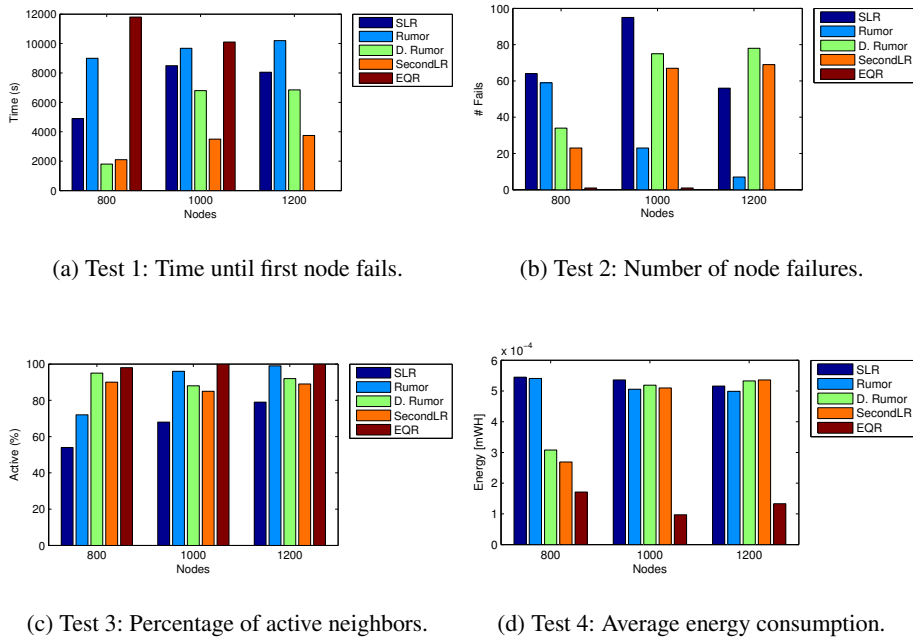 12000
10000
8000
6000
4000
2000
0
Time (s)
800
1000
1200
Nodes
SLR
Rumor
D. Rumor
SecondLR
EQR
(a) Test 1: Time until first node fails.
100
80
60
40
20
0
# Fails
800
1000
1200
Nodes
SLR
Rumor
D. Rumor
SecondLR
EQR
(b) Test 2: Number of node failures.
100
80
60
40
20
0
Active (%)
800
1000
1200
Nodes
SLR
Rumor
D. Rumor
SecondLR
EQR
(c) Test 3: Percentage of active neighbors.
x 10⁻⁴
6
5
4
3
2
1
0
Energy [mWH]
800
1000
1200
Nodes
SLR
Rumor
D. Rumor
SecondLR
EQR
(d) Test 4: Average energy consumption.